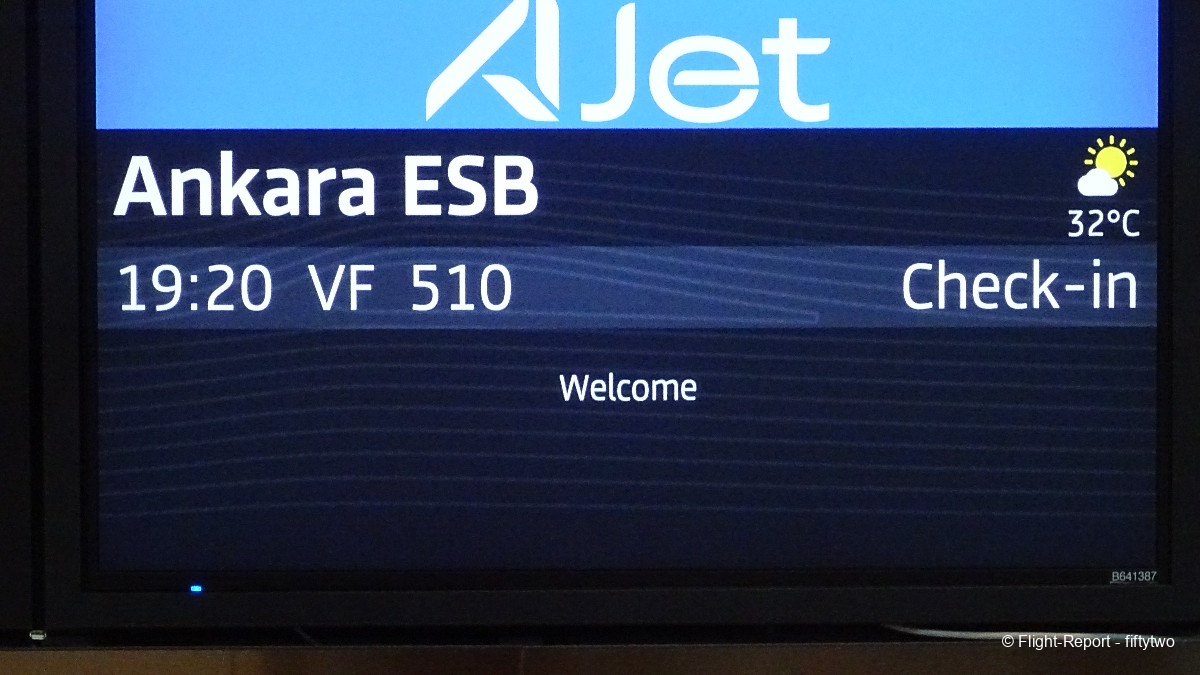 AJet
Ankara ESB
32°C
19:20 VF 510 Check-in
Welcome
B641387
© Flight-Report - fiftytwo